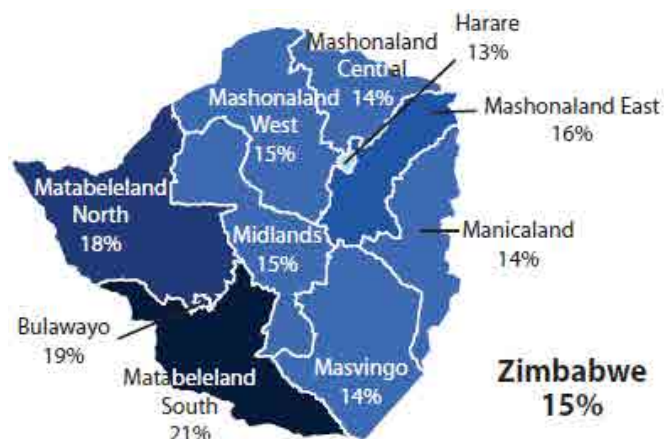 Harare
13%
Mashonaland
Central
14%
Mashonaland East
16%
Mashonaland
West
15%
Matabeleland
North
18%
Midlands
15%
Manicaland
14%
Bulawayo
19%
Matabeleland
South
21%
Masvingo
14%
Zimbabwe
15%